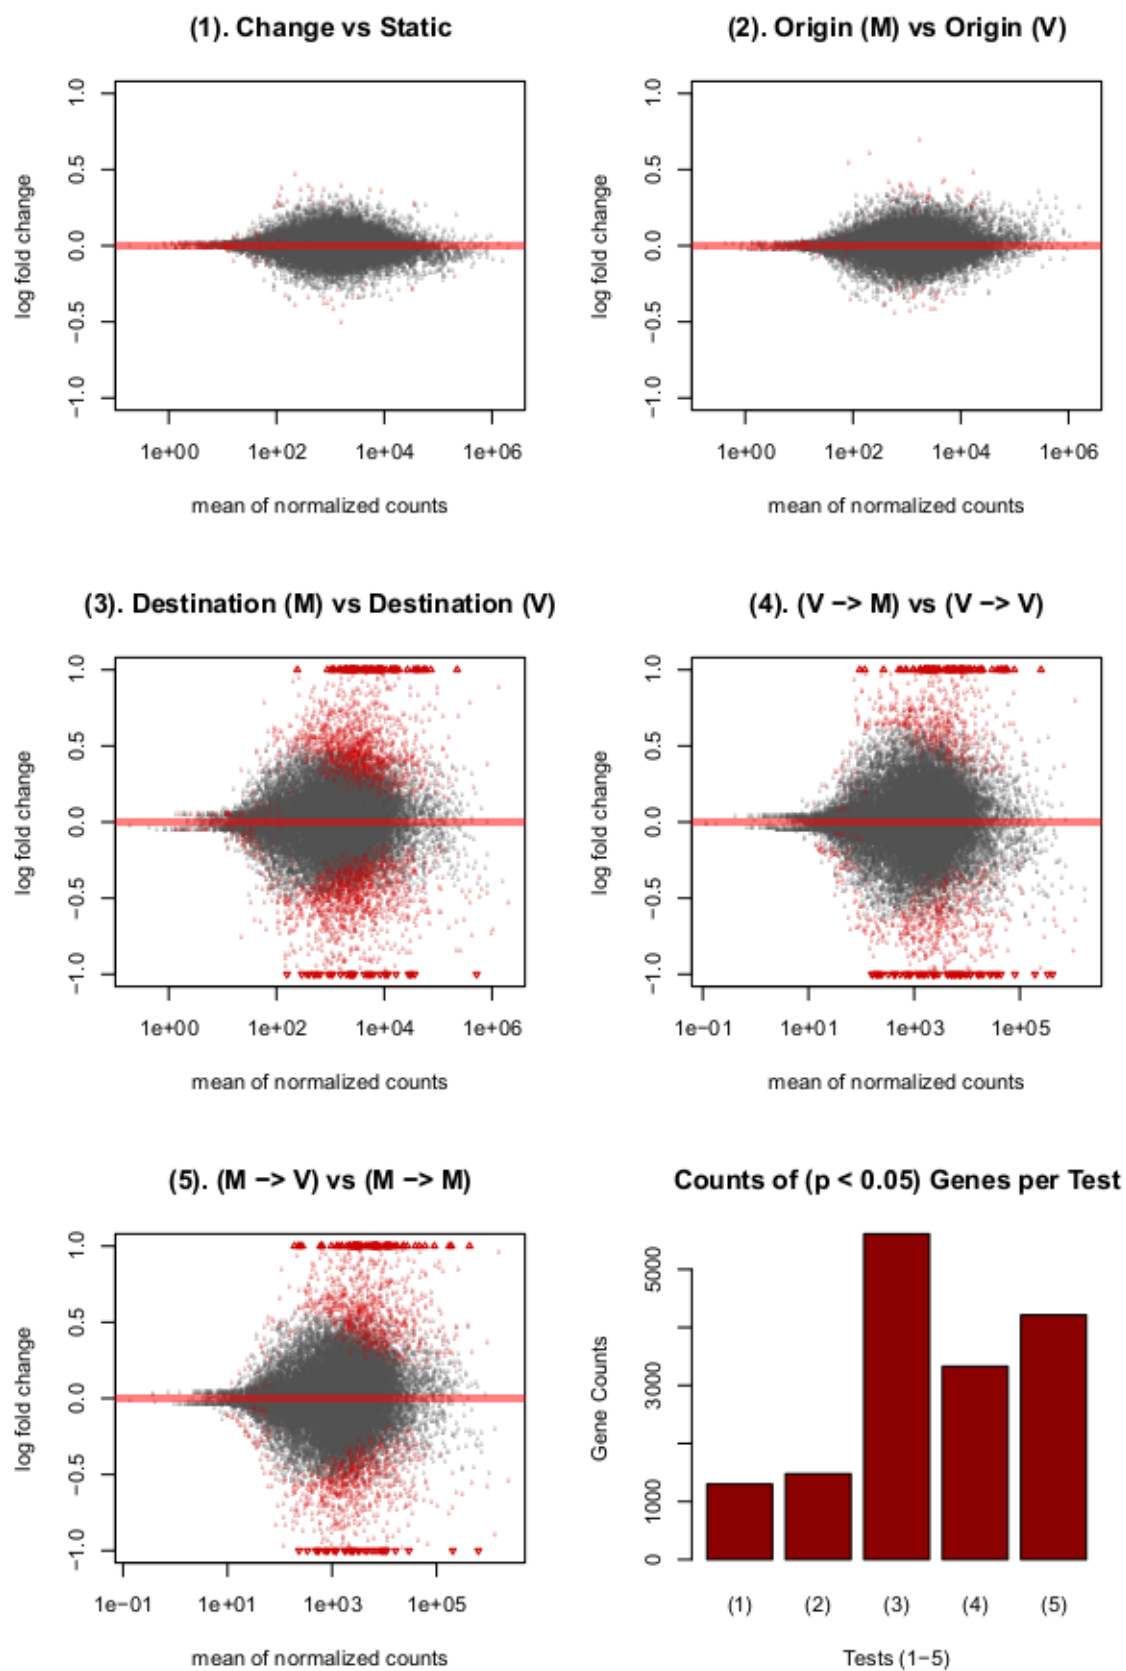 (1). Change vs Static
1.0
0.5
0.0
−0.5
−1.0
log fold change
1e+00 1e+02 1e+04 1e+06
mean of normalized counts
(2). Origin (M) vs Origin (V)
1.0
0.5
0.0
−0.5
−1.0
log fold change
1e+00 1e+02 1e+04 1e+06
mean of normalized counts
(3). Destination (M) vs Destination (V)
1.0
0.5
0.0
−0.5
−1.0
log fold change
1e+00 1e+02 1e+04 1e+06
mean of normalized counts
(4). (V −> M) vs (V −> V)
1.0
0.5
0.0
−0.5
−1.0
log fold change
1e−01 1e+01 1e+03 1e+05
mean of normalized counts
(5). (M −> V) vs (M −> M)
1.0
0.5
0.0
−0.5
−1.0
log fold change
1e−01 1e+01 1e+03 1e+05
mean of normalized counts
Counts of (p < 0.05) Genes per Test
5000
3000
1000
0
Gene Counts
(1) (2) (3) (4) (5)
Tests (1−5)